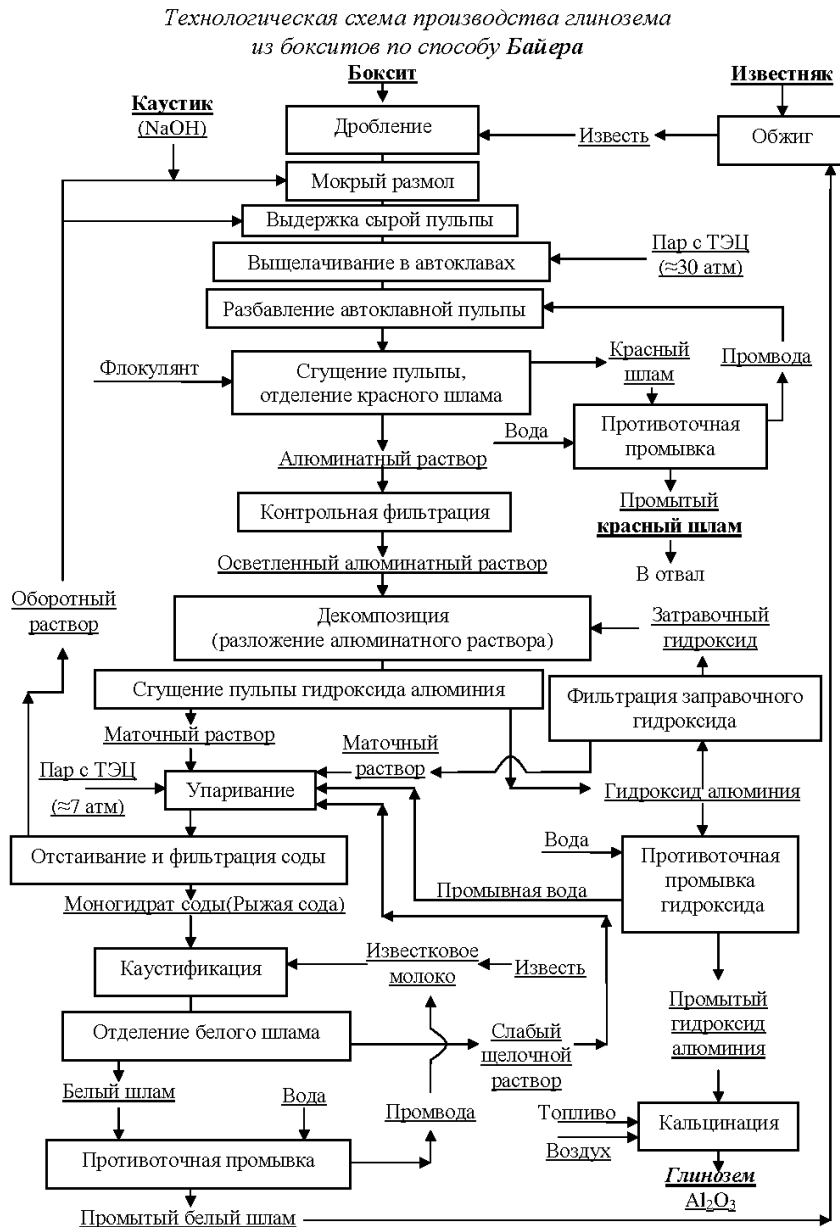 Технологическая схема производства глинозема
из бокситов по способу Байера
Боксит
Известняк
Каустик
(NaOH)
Дробление
Известь
Обжиг
Мокрый размол
Выдержка сырой пульпы
Выщелачивание в автоклавах
Пар с ТЭЦ
(≈30 атм)
Разбавление автоклавной пульпы
Флокулянт
Сгущение пульпы,
отделение красного шлама
Красный
шлам
Промвода
Вода
Противоточная
промывка
Алюминатный раствор
Промытый
красный шлам
В отвал
Контрольная фильтрация
Осветленный алюминатный раствор
Оборотный
раствор
Декомпозиция
(разложение алюминатного раствора)
Затравочный
гидроксид
Сгущение пульпы гидроксида алюминия
Фильтрация заправочного
гидроксида
Маточный раствор
Маточный
раствор
Пар с ТЭЦ
(≈7 атм)
Упаривание
Гидроксид алюминия
Отстаивание и фильтрация соды
Вода
Противоточная
промывка
гидроксида
Промывная вода
Моногидрат соды(Рыжая сода)
Каустификация
Известковое
молоко
Известь
Отделение белого шлама
Слабый
щелочной
раствор
Промытый
гидроксид
алюминия
Белый шлам
Вода
Промвода
Топливо
Воздух
Кальцинация
Противоточная промывка
Глинозем
Al2O3
Промытый белый шлам